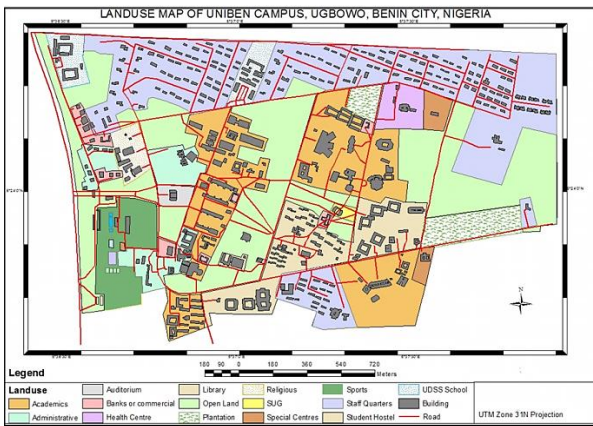 LANDUSE MAP OF UNIBEN CAMPUS, UGBOWO, BENIN CITY, NIGERIA
N
180 90 0 180 360 540 720
Meters
Legend
Landuse
Academics
Administrative
Auditorium
Banks or commercial
Health Centre
Library
Open Land
Plantation
Religious
SUG
Special Centres
Sports
Staff Quarters
Student Hostel
UDSS School
Building
Road
UTM Zone 31N Projection